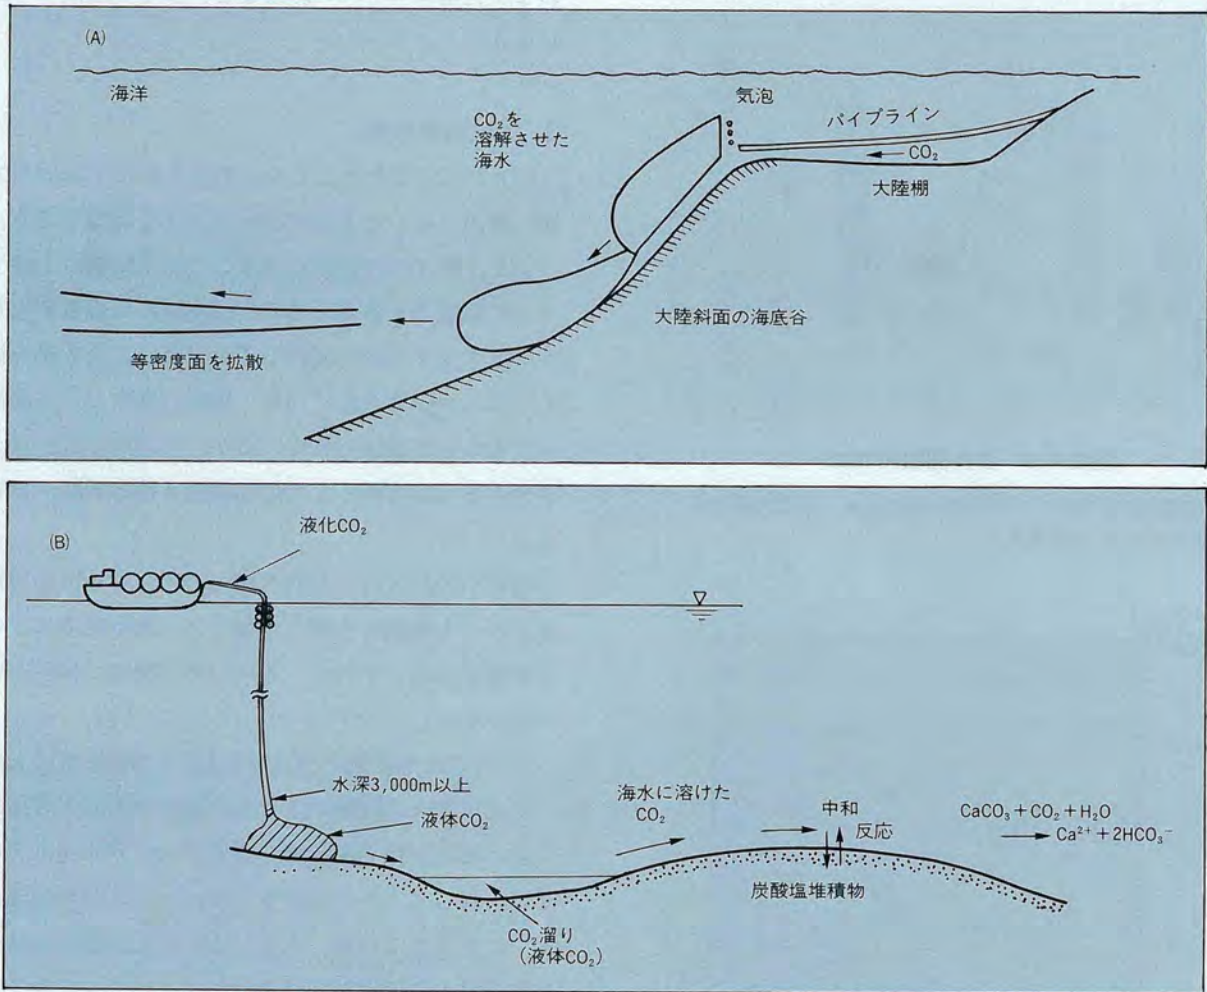 (A)
海洋
気泡
CO₂を
溶解させた
海水
パイプライン
CO₂
大陸棚
大陸斜面の海底谷
等密度面を拡散
(B)
液化CO₂
水深3,000m以上
液体CO₂
海水に溶けた
CO₂
中和
反応
CaCO₃+CO₂+H₂O
Ca²⁺+2HCO₃⁻
炭酸塩堆積物
CO₂溜り
(液体CO₂)